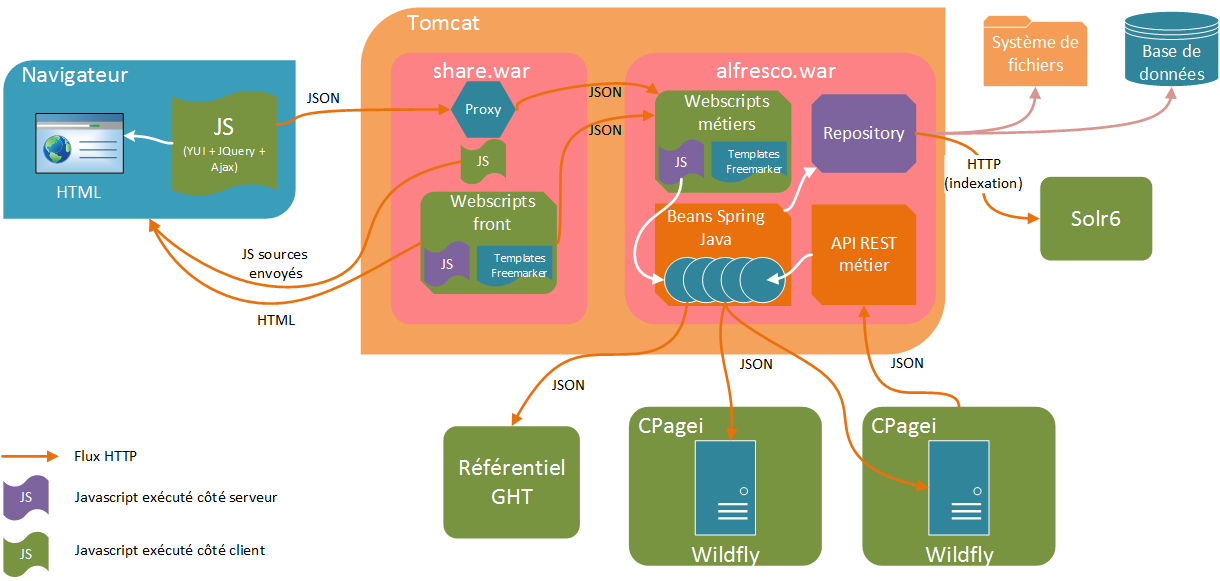 Tomcat
Système de
fichiers
Base de
données
Navigateur
share.war
alfresco.war
JSON
Proxy
JSON
JSON
JS
(YUI + JQuery +
Ajax)
HTML
JS
Webscripts
front
JS
Templates
Freemarker
Webscripts
métiers
JS
Templates
Freemarker
Repository
HTTP
(indexation)
Solr6
Beans Spring
Java
API REST
métier
JS sources
envoyés
HTML
JSON
JSON
JSON
Référentiel
GHT
CPagei
Wildfly
CPagei
Wildfly
Flux HTTP
JS
Javascript exécuté côté serveur
JS
Javascript exécuté côté client